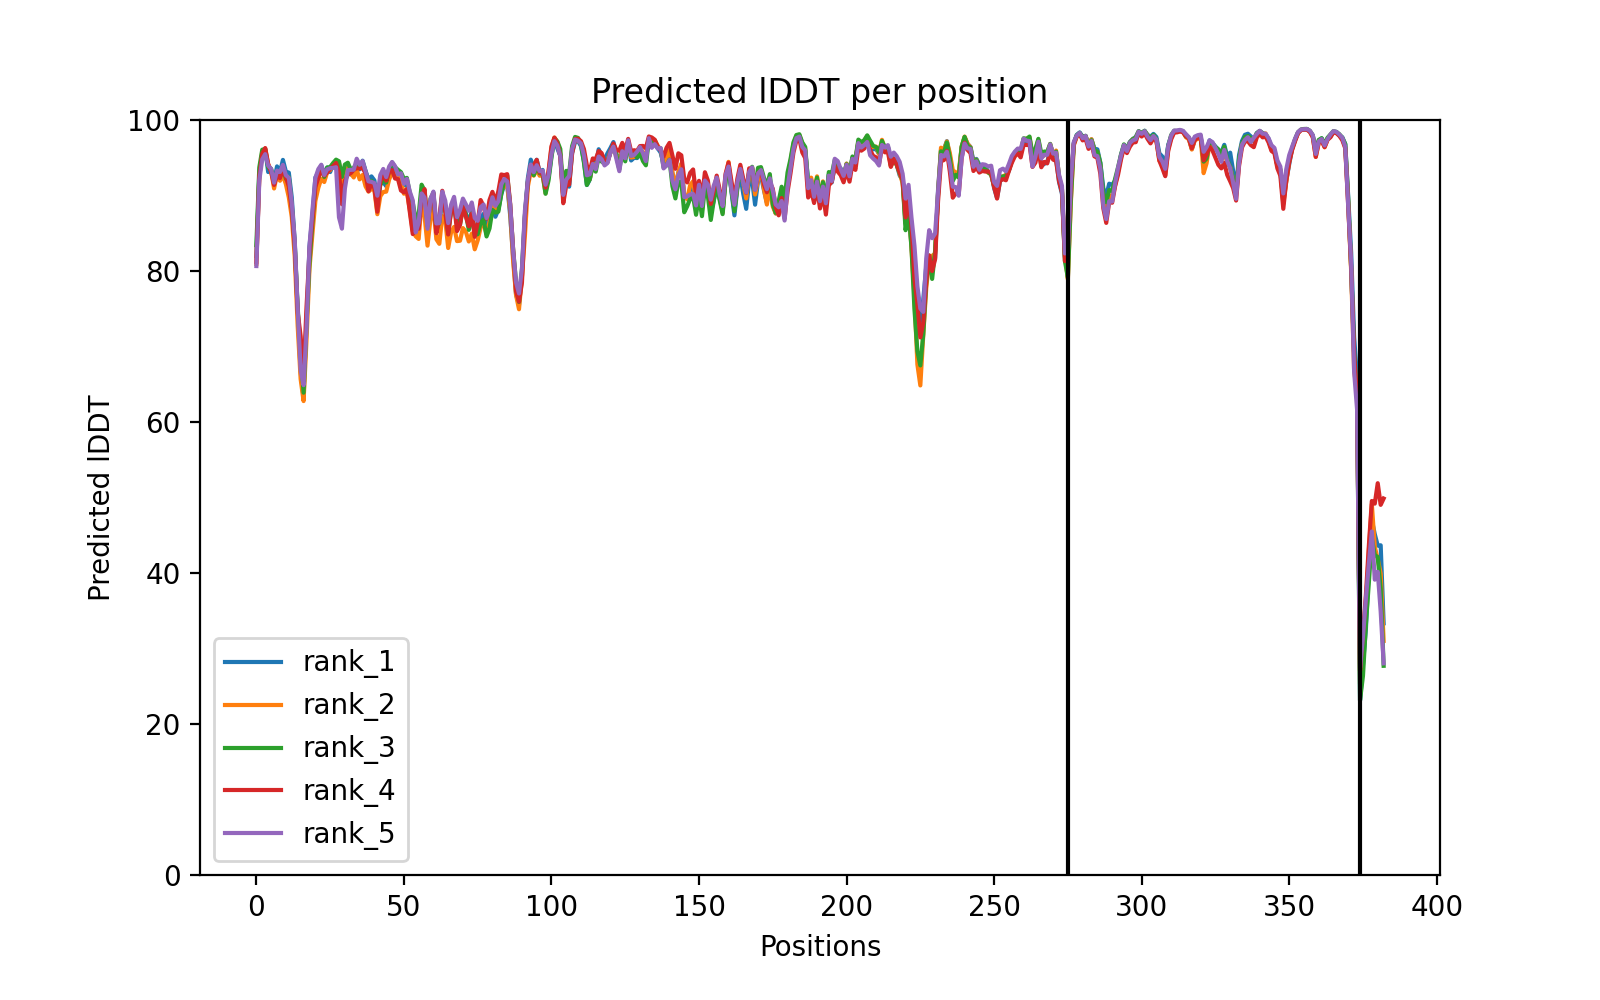 Predicted lDDT per position
100
80
60
40
20
0
Predicted lDDT
rank_1
rank_2
rank_3
rank_4
rank_5
0 50 100 150 200 250 300 350 400
Positions